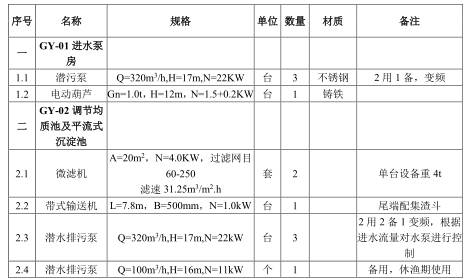 序号 名称 规格 单位 数量 材质 备注
一 GY-01 进水泵房
1.1 潜污泵 Q=320m³/h,H=17m,N=22KW 台 3 不锈钢 2 用 1 备，变频
1.2 电动葫芦 Gn=1.0t，H=12m，N=1.5+0.2KW 台 1 铸铁
二 GY-02 调节均质池及平流式沉淀池
2.1 微滤机 A=20m²，N=4.0KW，过滤网目 60-250 滤速 31.25m³/m².h 套 2 单台设备重 4t
2.2 带式输送机 L=7.8m，B=500mm，N=1.0kW 台 1 尾端配集渣斗
2.3 潜水排污泵 Q=320m³/h,H=17m,N=22kW 台 3 2 用 2 备 1 变频，根据进水流量对水泵进行控制
2.4 潜水排污泵 Q=100m³/h,H=16m,N=11kW 个 1 备用，休渔期使用